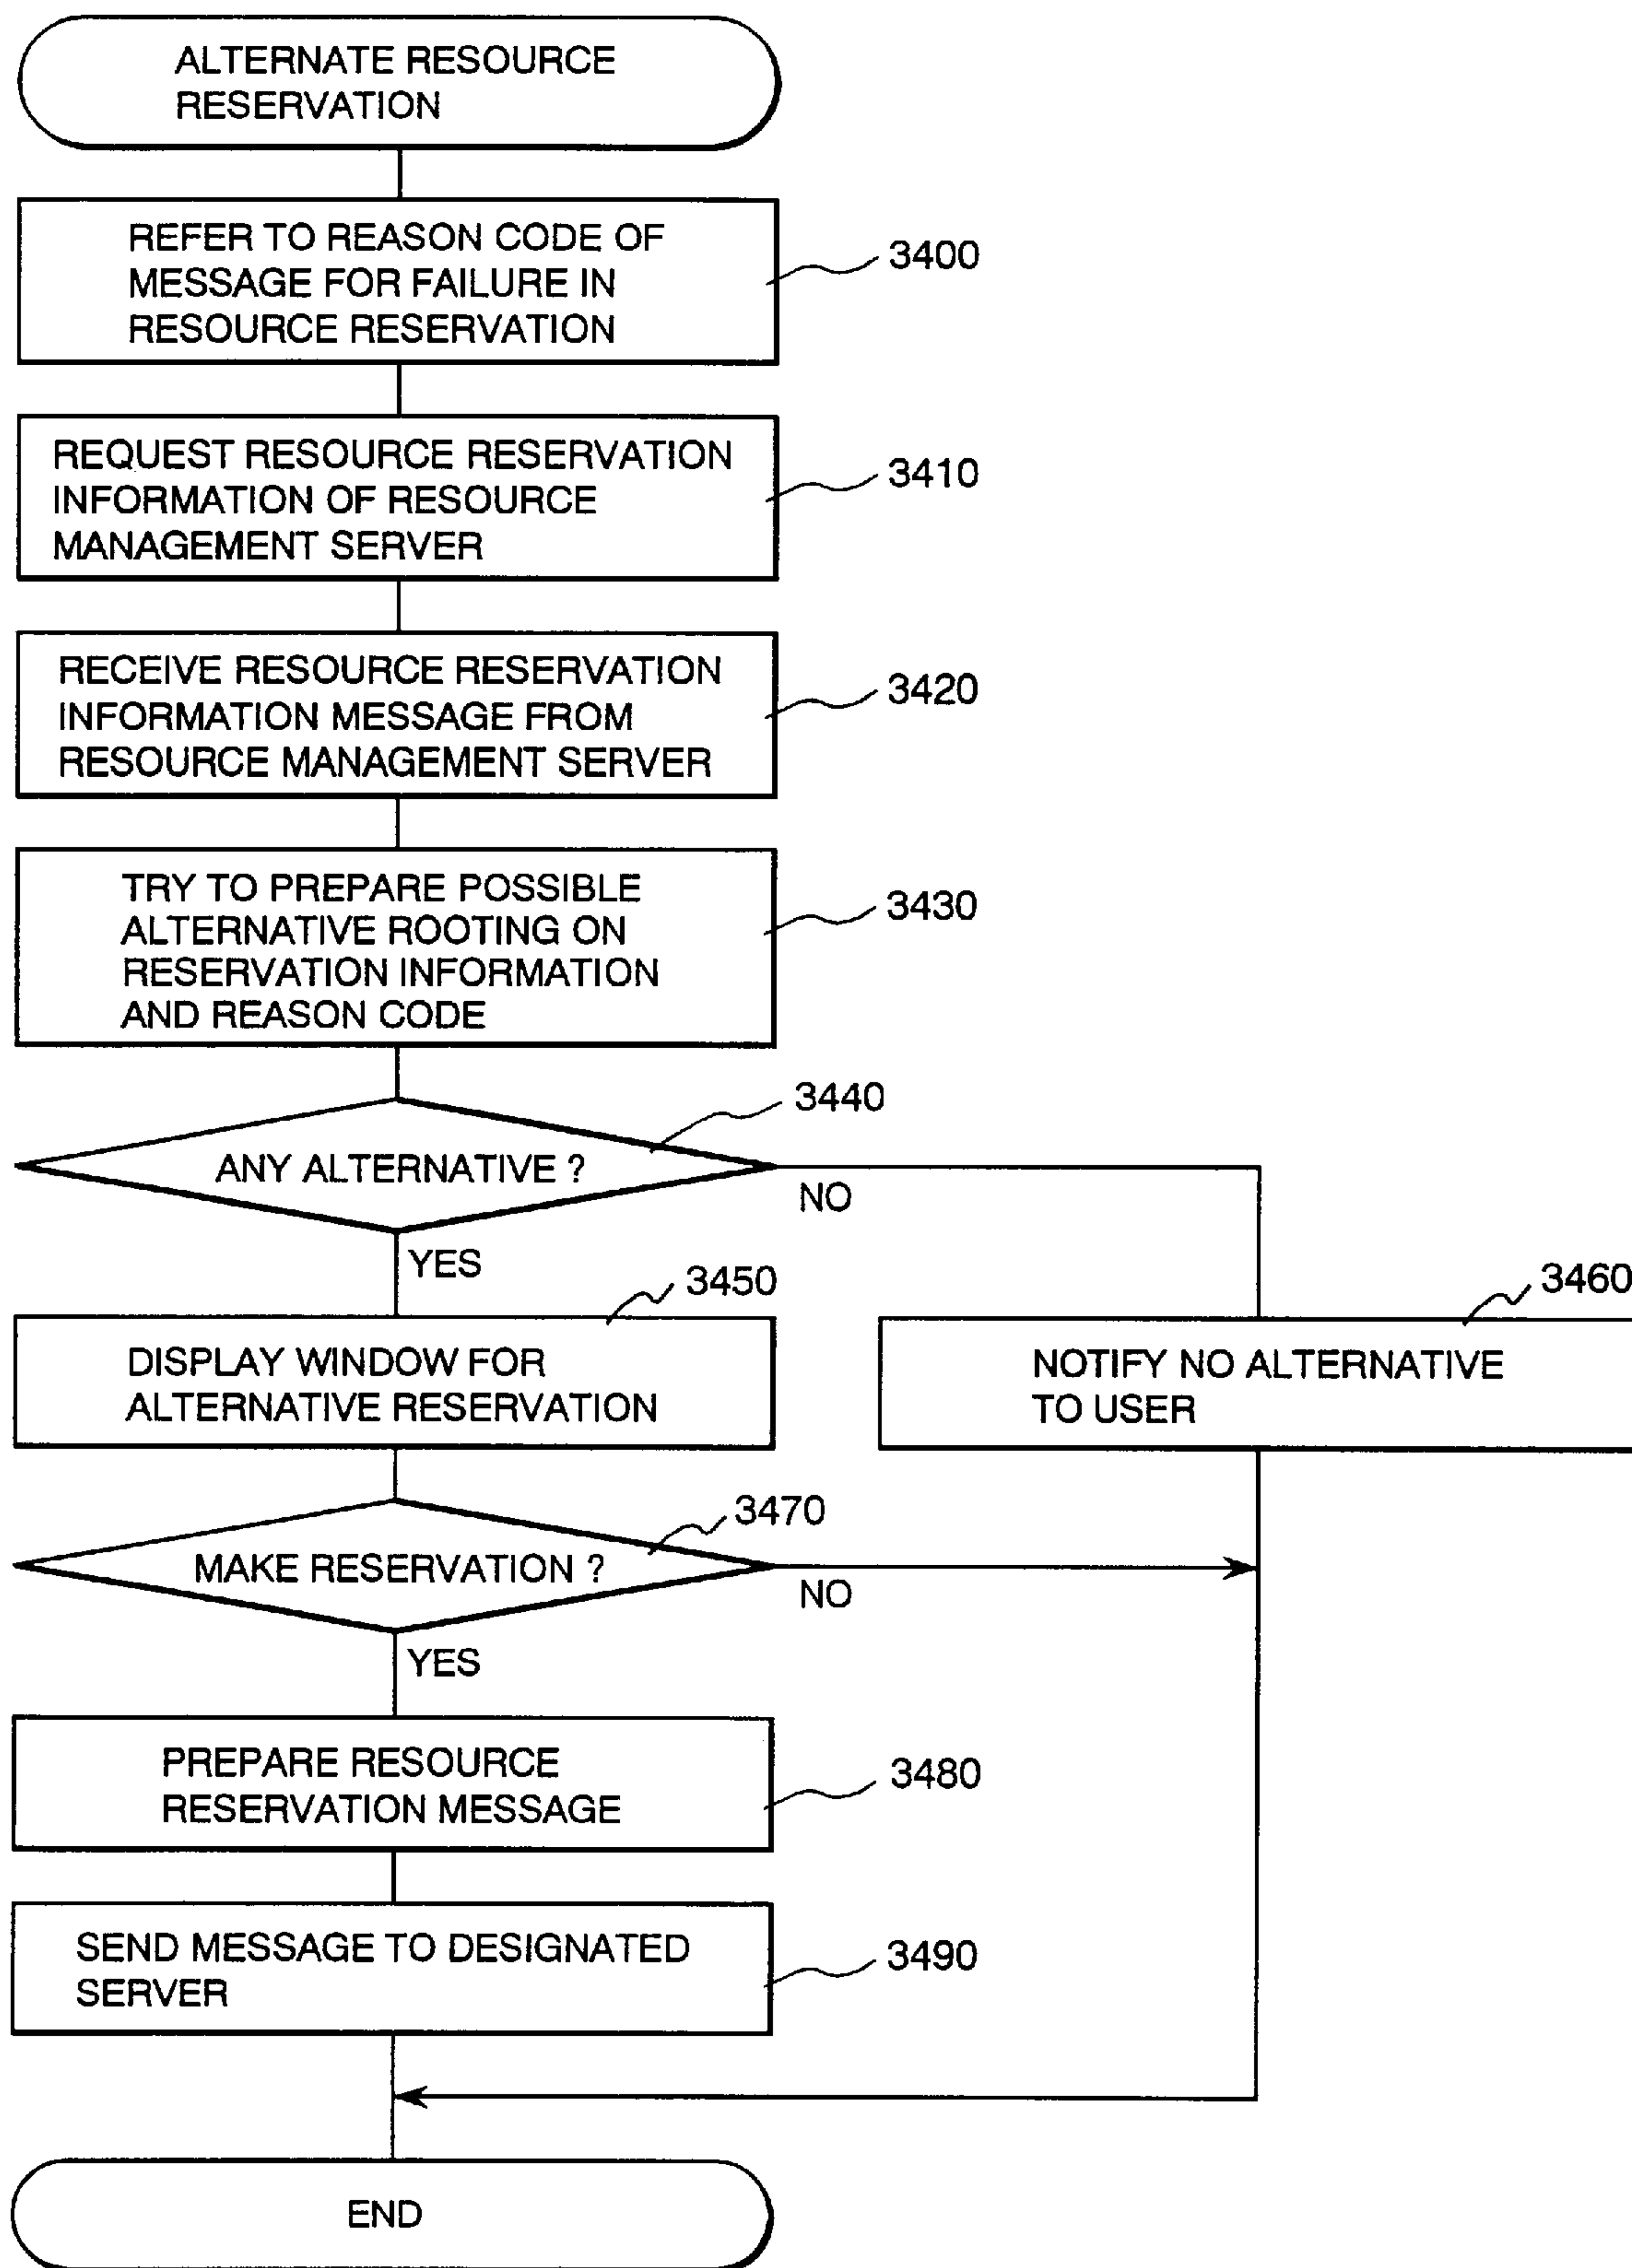 ALTERNATE RESOURCE
RESERVATION
REFER TO REASON CODE OF
MESSAGE FOR FAILURE IN
RESOURCE RESERVATION
3400
REQUEST RESOURCE RESERVATION
INFORMATION OF RESOURCE
MANAGEMENT SERVER
3410
RECEIVE RESOURCE RESERVATION
INFORMATION MESSAGE FROM
RESOURCE MANAGEMENT SERVER
3420
TRY TO PREPARE POSSIBLE
ALTERNATIVE ROOTING ON
RESERVATION INFORMATION
AND REASON CODE
3430
3440
ANY ALTERNATIVE ?
NO
YES
3450
DISPLAY WINDOW FOR
ALTERNATIVE RESERVATION
3460
NOTIFY NO ALTERNATIVE
TO USER
3470
MAKE RESERVATION ?
NO
YES
PREPARE RESOURCE
RESERVATION MESSAGE
3480
SEND MESSAGE TO DESIGNATED
SERVER
3490
END